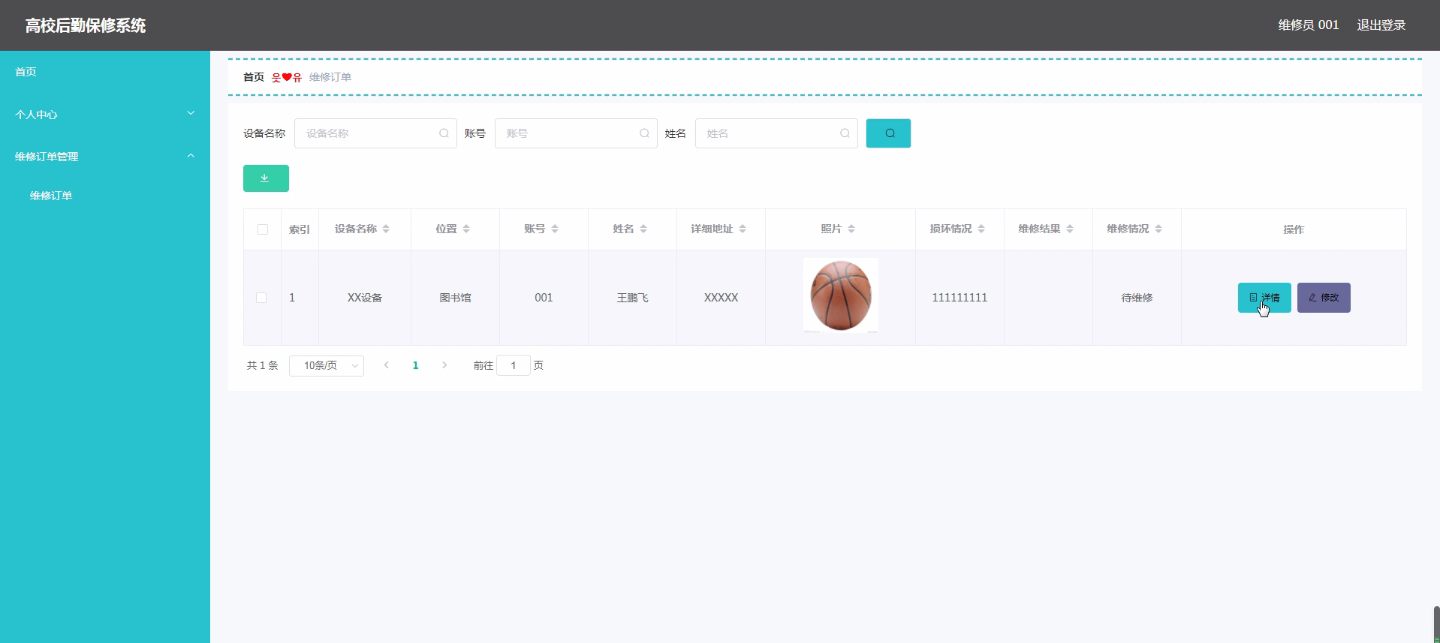 高校后勤保修系统
维修员 001 退出登录
首页
个人中心
维修订单管理
维修订单
首页 웃❤유 维修订单
设备名称 设备名称 账号 账号 姓名 姓名
索引 设备名称 位置 账号 姓名 详细地址 照片 损坏情况 维修结果 维修情况 操作
1 XX设备 图书馆 001 王鹏飞 XXXXX 111111111 待维修 详情 修改
共 1 条 10条/页 1 前往 1 页